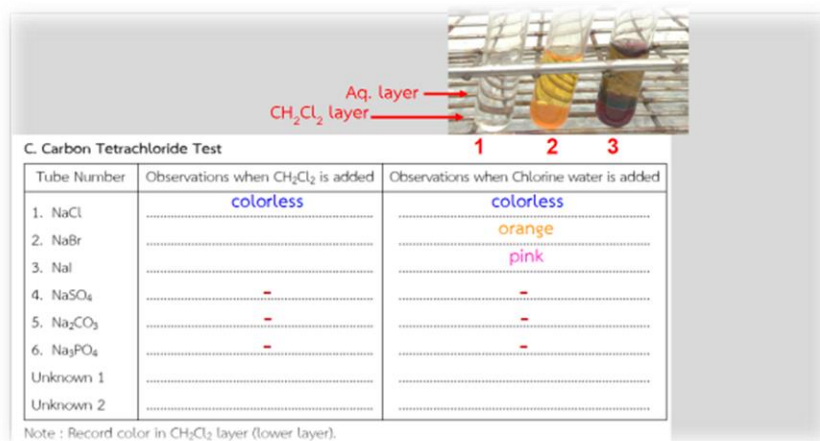 Aq. layer
CH₂Cl₂ layer
1 2 3
C. Carbon Tetrachloride Test
Tube Number Observations when CH₂Cl₂ is added Observations when Chlorine water is added
1. NaCl colorless colorless
2. NaBr orange
3. NaI pink
4. NaSO₄ - -
5. Na₂CO₃ - -
6. Na₃PO₄ - -
Unknown 1
Unknown 2
Note : Record color in CH₂Cl₂ layer (lower layer).